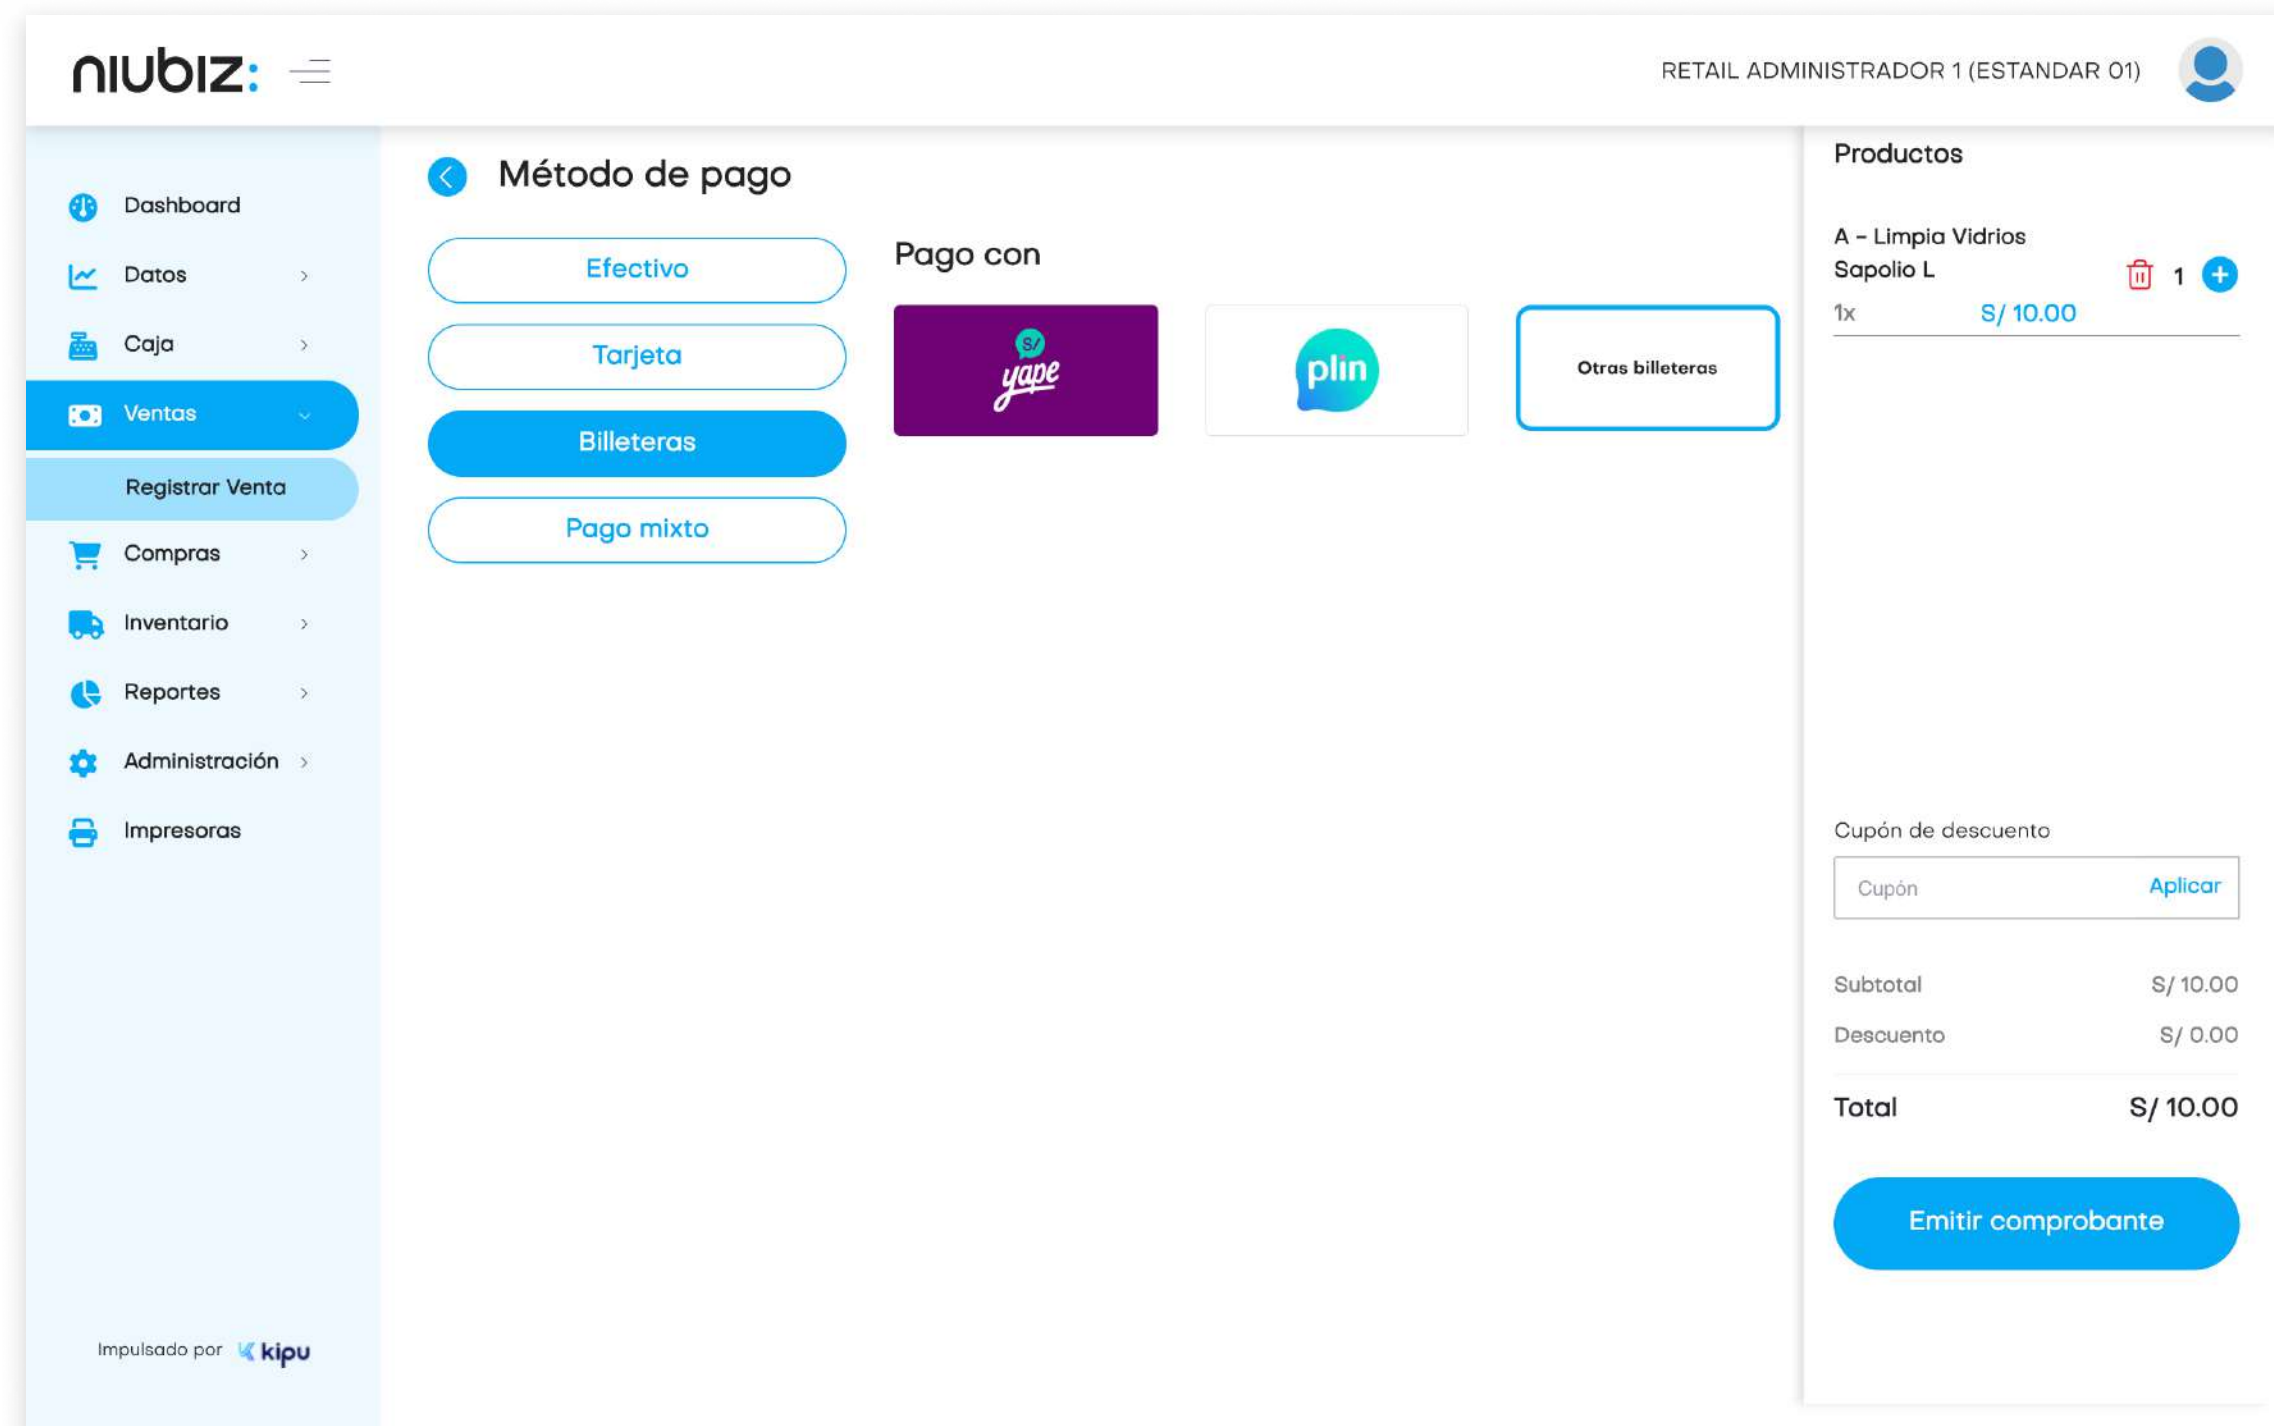 niubiz:
RETAIL ADMINISTRADOR 1 (ESTANDAR 01)
Dashboard
Datos
Caja
Ventas
Registrar Venta
Compras
Inventario
Reportes
Administración
Impresoras
Impulsado por kipu
Método de pago
Efectivo
Tarjeta
Billeteras
Pago mixto
Pago con
S/
yape
plin
Otras billeteras
Productos
A - Limpia Vidrios
Sapolio L
1
1x S/ 10.00
Cupón de descuento
Cupón Aplicar
Subtotal S/ 10.00
Descuento S/ 0.00
Total S/ 10.00
Emitir comprobante